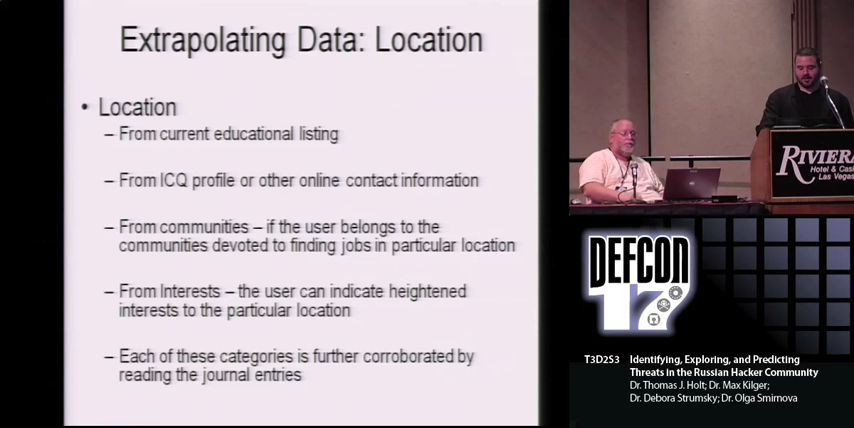 Extrapolating Data: Location
• Location
– From current educational listing
– From ICQ profile or other online contact information
– From communities – if the user belongs to the
communities devoted to finding jobs in particular location
– From Interests – the user can indicate heightened
interests to the particular location
– Each of these categories is further corroborated by
reading the journal entries
RIVIERA
Hotel & Cas
Las Vegas
DEFCON
17
T3D2S3 Identifying, Exploring, and Predicting
Threats in the Russian Hacker Community
Dr. Thomas J. Holt; Dr. Max Kilger;
Dr. Debora Strumsky; Dr. Olga Smirnova